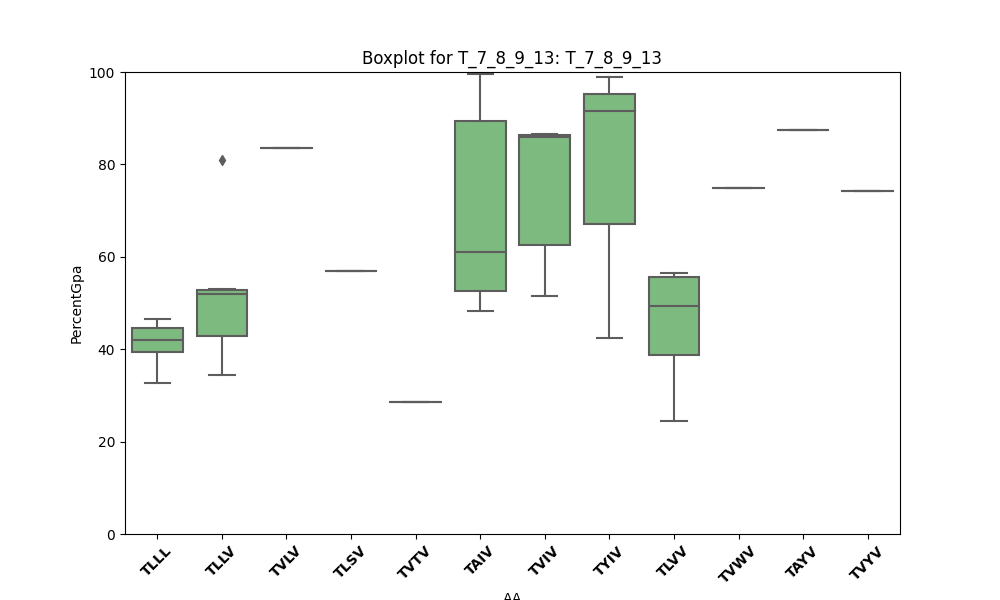 Boxplot for T_7_8_9_13: T_7_8_9_13
100
80
60
40
20
0
PercentGpa
TLLL
TLLV
TVLV
TLSV
TVTV
TAIV
TVIV
TYIV
TLVV
TVWV
TAYV
TVYV
AA